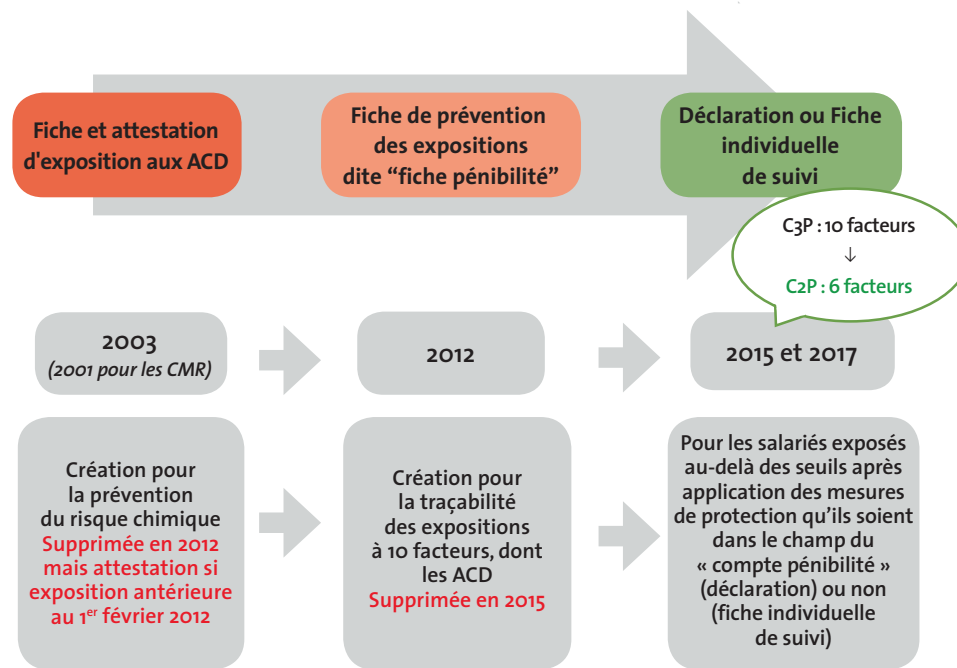 Fiche et attestation
d'exposition aux ACD
Fiche de prévention
des expositions
dite “fiche pénibilité”
Déclaration ou Fiche
individuelle
de suivi
C3P : 10 facteurs
↓
C2P : 6 facteurs
2003
(2001 pour les CMR)
2012
2015 et 2017
Création pour
la prévention
du risque chimique
Supprimée en 2012
mais attestation si
exposition antérieure
au 1er février 2012
Création pour
la traçabilité
des expositions
à 10 facteurs, dont
les ACD
Supprimée en 2015
Pour les salariés exposés
au-delà des seuils après
application des mesures
de protection qu’ils soient
dans le champ du
« compte pénibilité »
(déclaration) ou non
(fiche individuelle
de suivi)